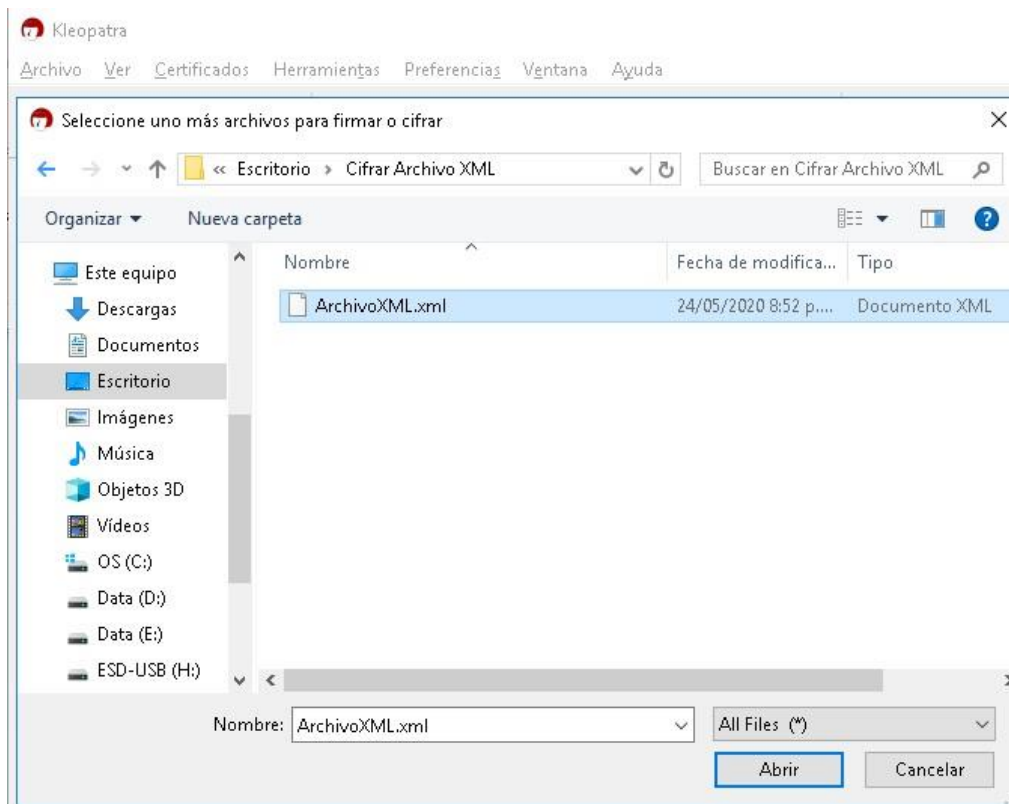 Kleopatra
Archivo Ver Certificados Herramientas Preferencias Ventana Ayuda
Seleccione uno más archivos para firmar o cifrar
« Escritorio › Cifrar Archivo XML
Buscar en Cifrar Archivo XML
Organizar Nueva carpeta
Nombre Fecha de modifica... Tipo
ArchivoXML.xml 24/05/2020 8:52 p.... Documento XML
Este equipo
Descargas
Documentos
Escritorio
Imágenes
Música
Objetos 3D
Vídeos
OS (C:)
Data (D:)
Data (E:)
ESD-USB (H:)
Nombre: ArchivoXML.xml All Files (*)
Abrir Cancelar